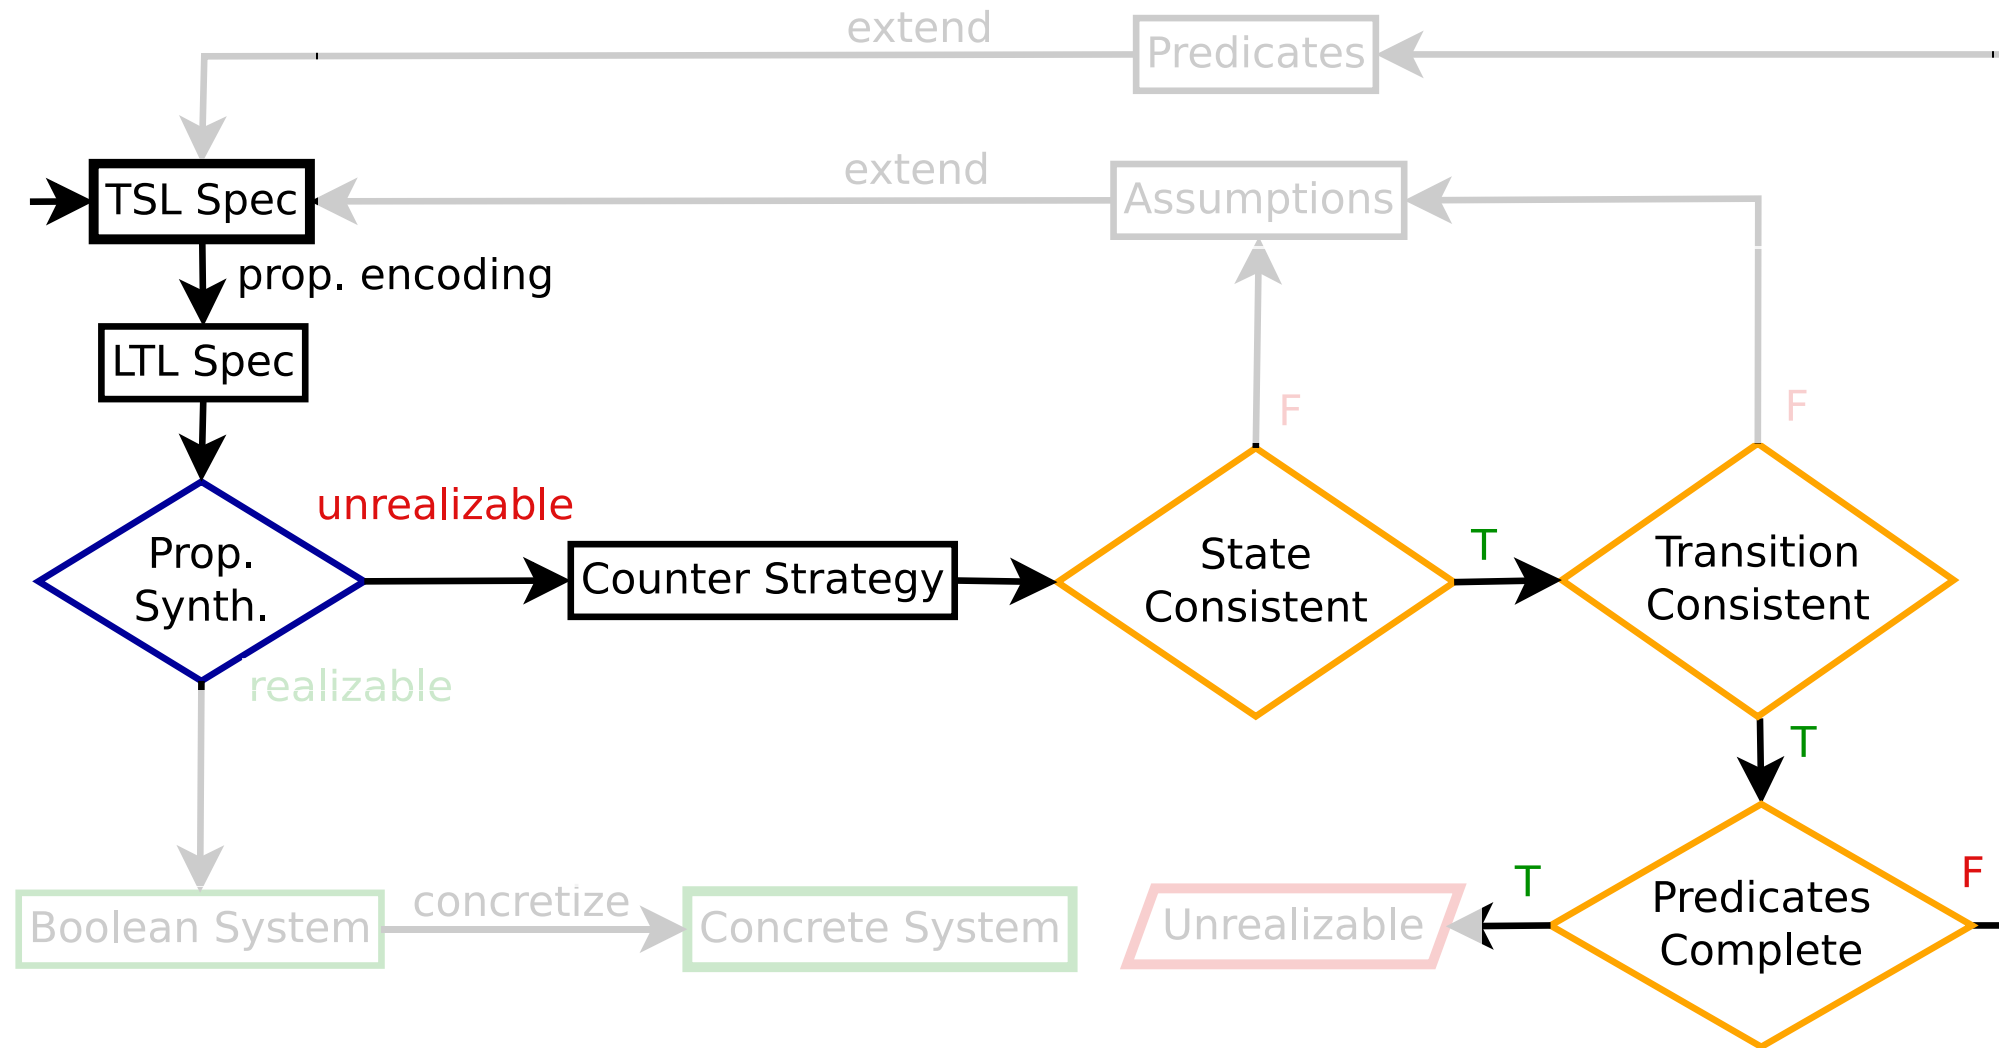 extend
Predicates
TSL Spec
extend
Assumptions
prop. encoding
LTL Spec
F
F
unrealizable
Prop.
Synth.
Counter Strategy
State
Consistent
T
Transition
Consistent
realizable
T
Boolean System
concretize
Concrete System
Unrealizable
T
Predicates
Complete
F